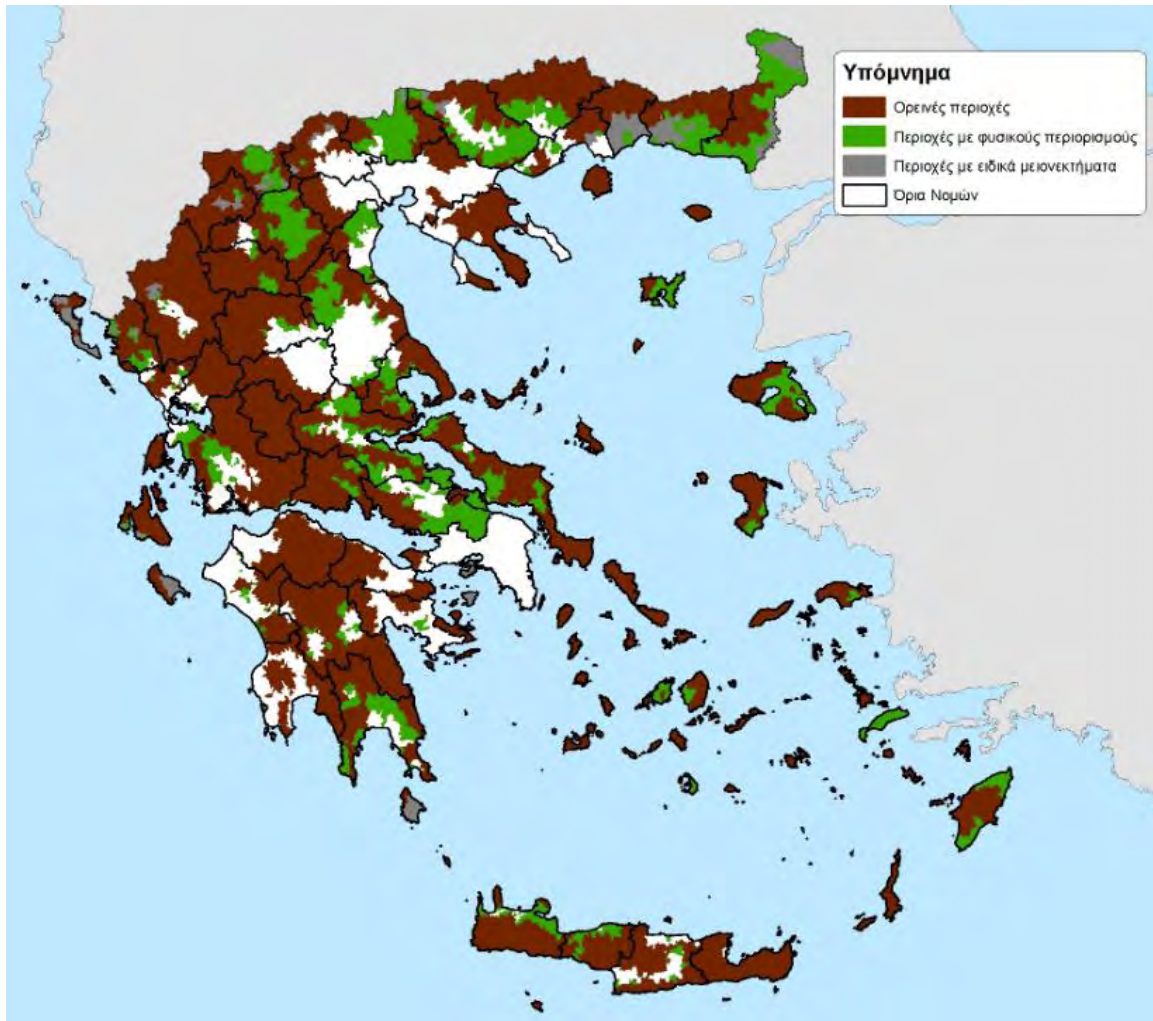 Υπόμνημα
Ορεινές περιοχές
Περιοχές με φυσικούς περιορισμούς
Περιοχές με ειδικά μειονεκτήματα
Όρια Νομών